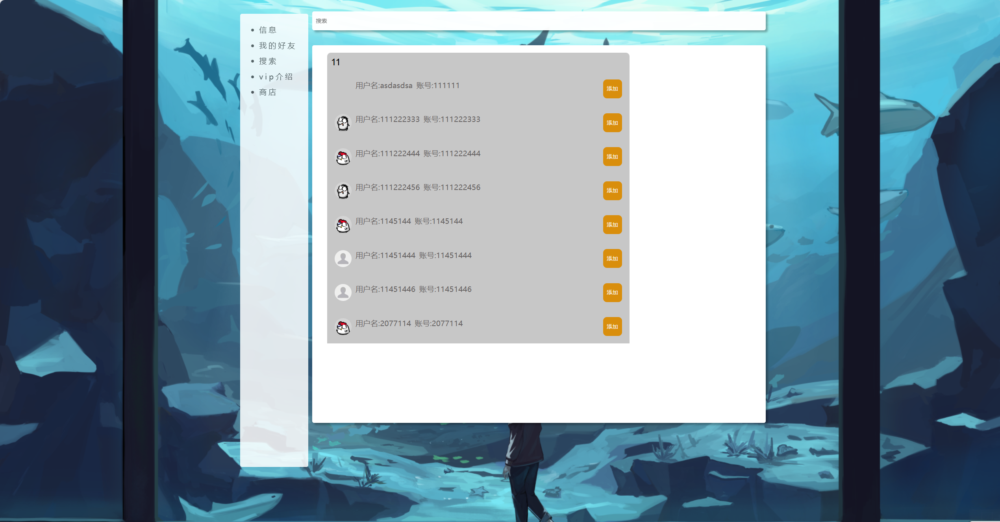 信息
我的好友
搜索
vip介绍
商店
搜索
11
用户名:asdasdsa 账号:111111
添加
用户名:111222333 账号:111222333
添加
用户名:111222444 账号:111222444
添加
用户名:111222456 账号:111222456
添加
用户名:1145144 账号:1145144
添加
用户名:11451444 账号:11451444
添加
用户名:11451446 账号:11451446
添加
用户名:2077114 账号:2077114
添加